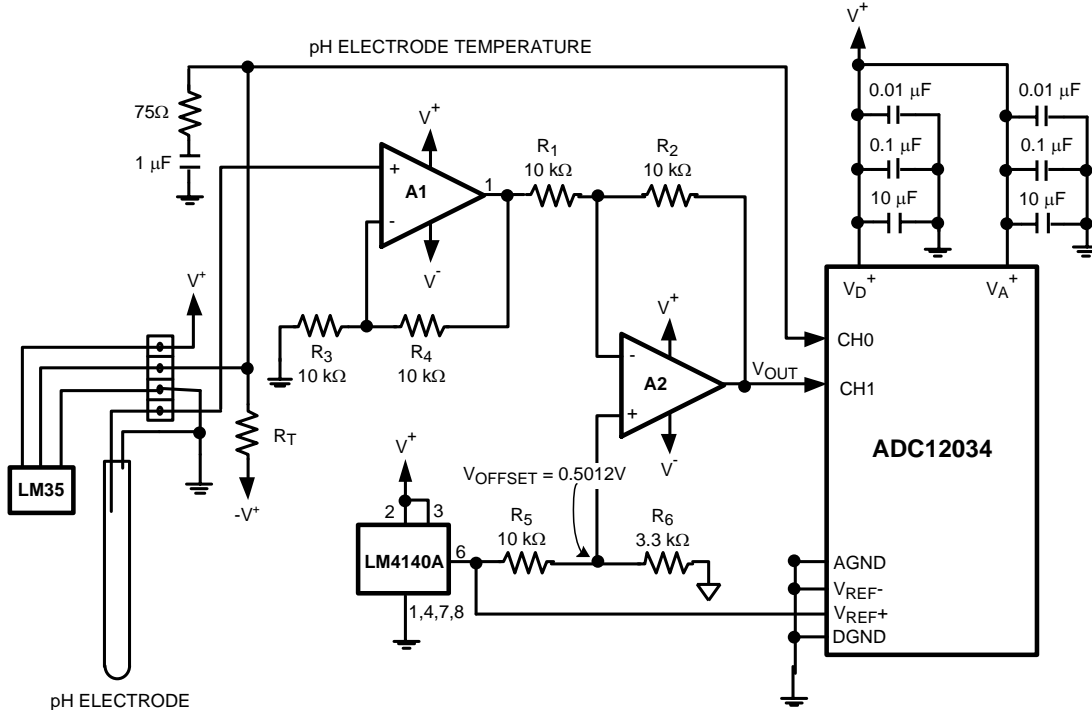 pH ELECTRODE TEMPERATURE
V+
0.01 μF
0.01 μF
75Ω
1 μF
V+
+
A1
1
-
V-
R1
10 kΩ
R2
10 kΩ
0.1 μF
0.1 μF
10 μF
10 μF
VD+
VA+
V+
R3
10 kΩ
R4
10 kΩ
V+
-
A2
+
V-
VOUT
CH0
CH1
ADC12034
RT
-V+
LM35
V+
VOFFSET = 0.5012V
2
3
LM4140A
6
1,4,7,8
R5
10 kΩ
R6
3.3 kΩ
AGND
VREF-
VREF+
DGND
pH ELECTRODE